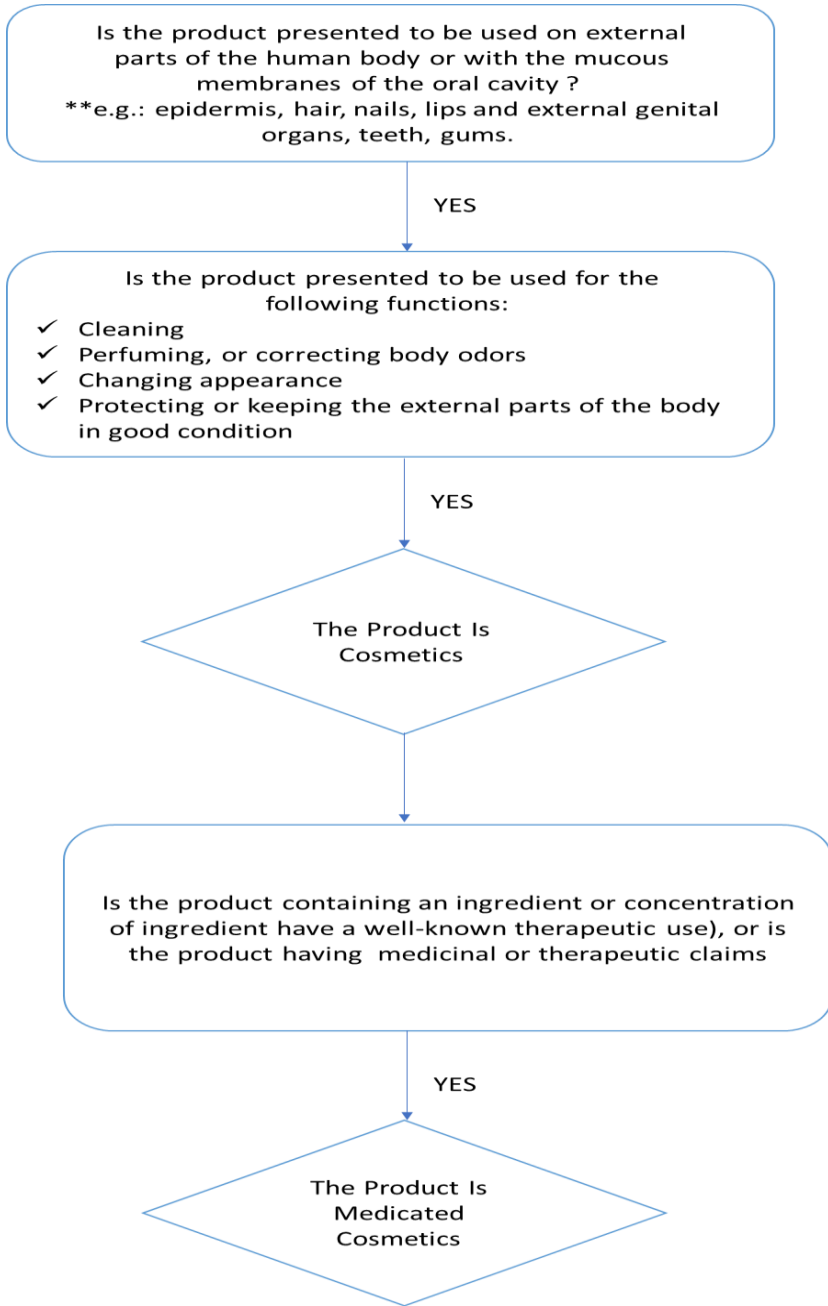 Is the product presented to be used on external
parts of the human body or with the mucous
membranes of the oral cavity ?
**e.g.: epidermis, hair, nails, lips and external genital
organs, teeth, gums.
YES
Is the product presented to be used for the
following functions:
✓ Cleaning
✓ Perfuming, or correcting body odors
✓ Changing appearance
✓ Protecting or keeping the external parts of the body
in good condition
YES
The Product Is
Cosmetics
Is the product containing an ingredient or concentration
of ingredient have a well-known therapeutic use), or is
the product having  medicinal or therapeutic claims
YES
The Product Is
Medicated
Cosmetics